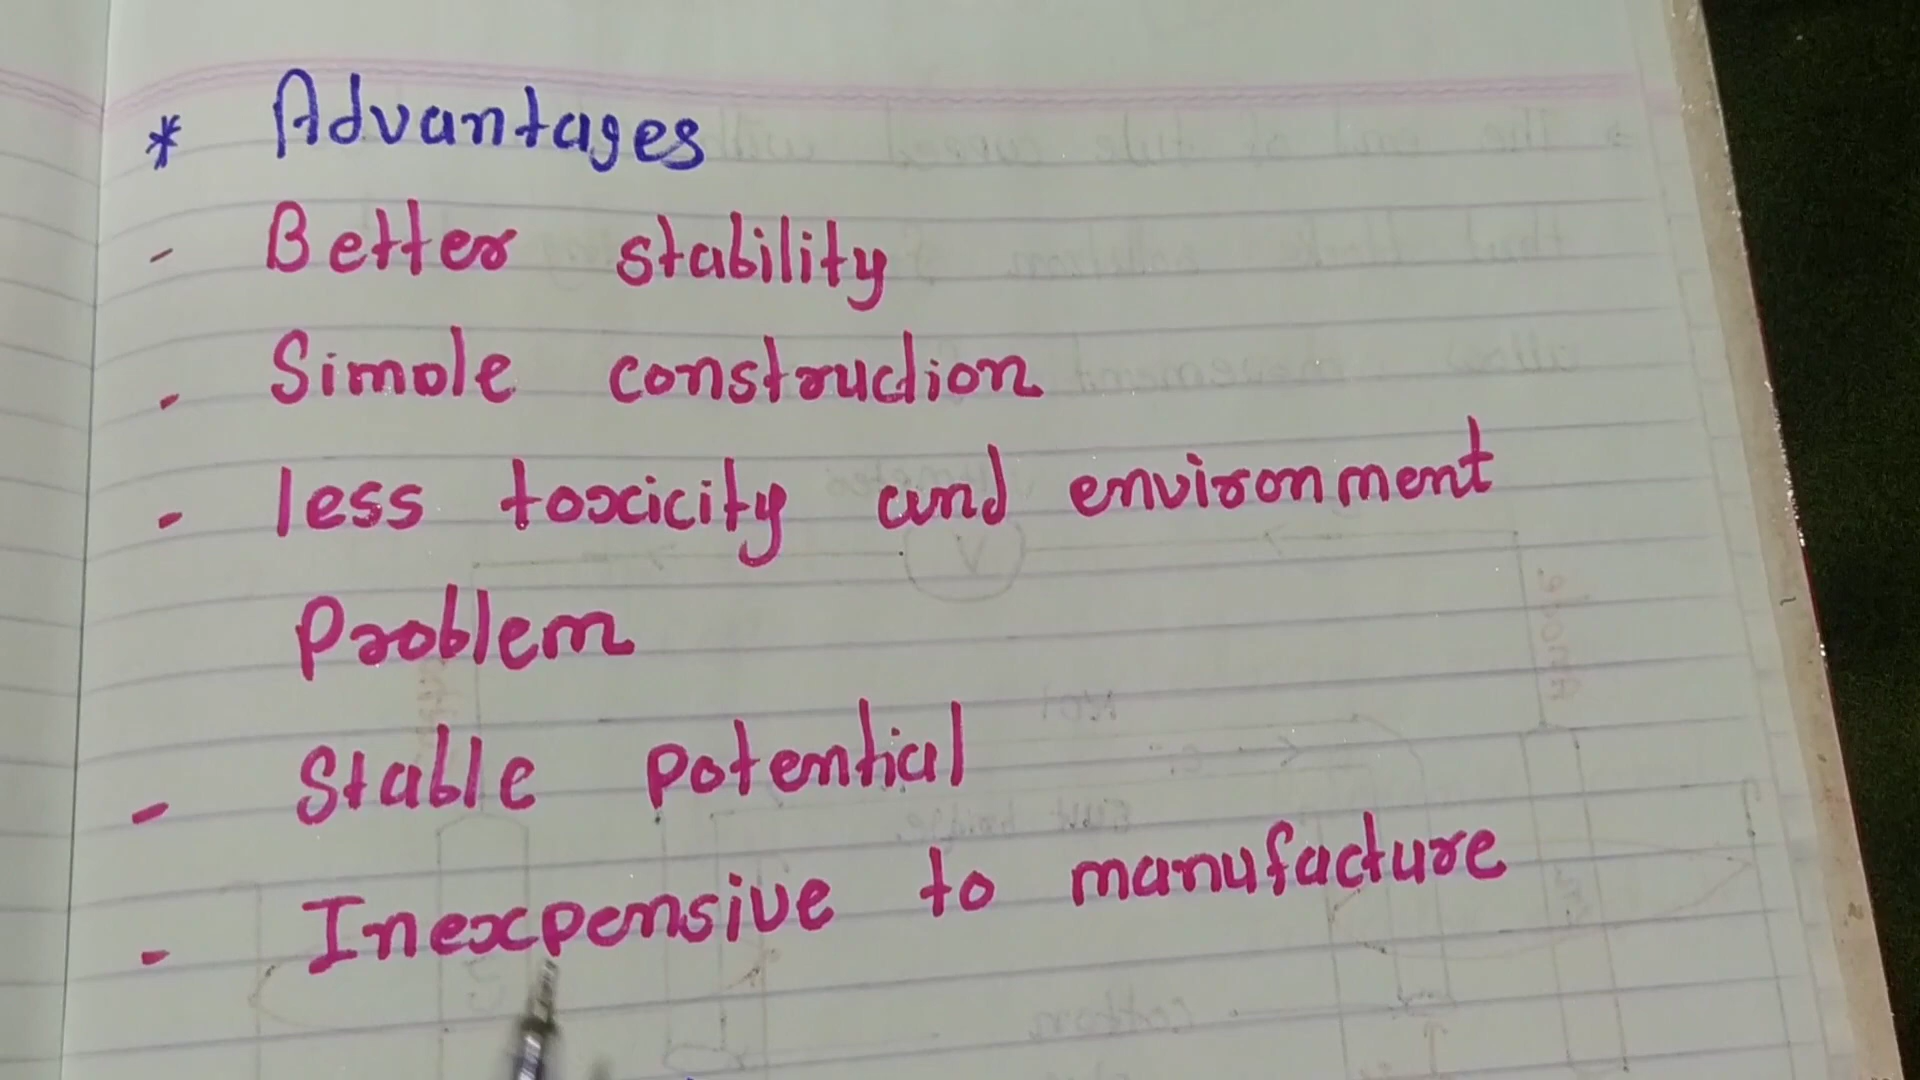 * Advantages
- Better stability
- Simole construction
- less toxicity and environment
Problem
- Stable potential
- Inexpensive to manufacture